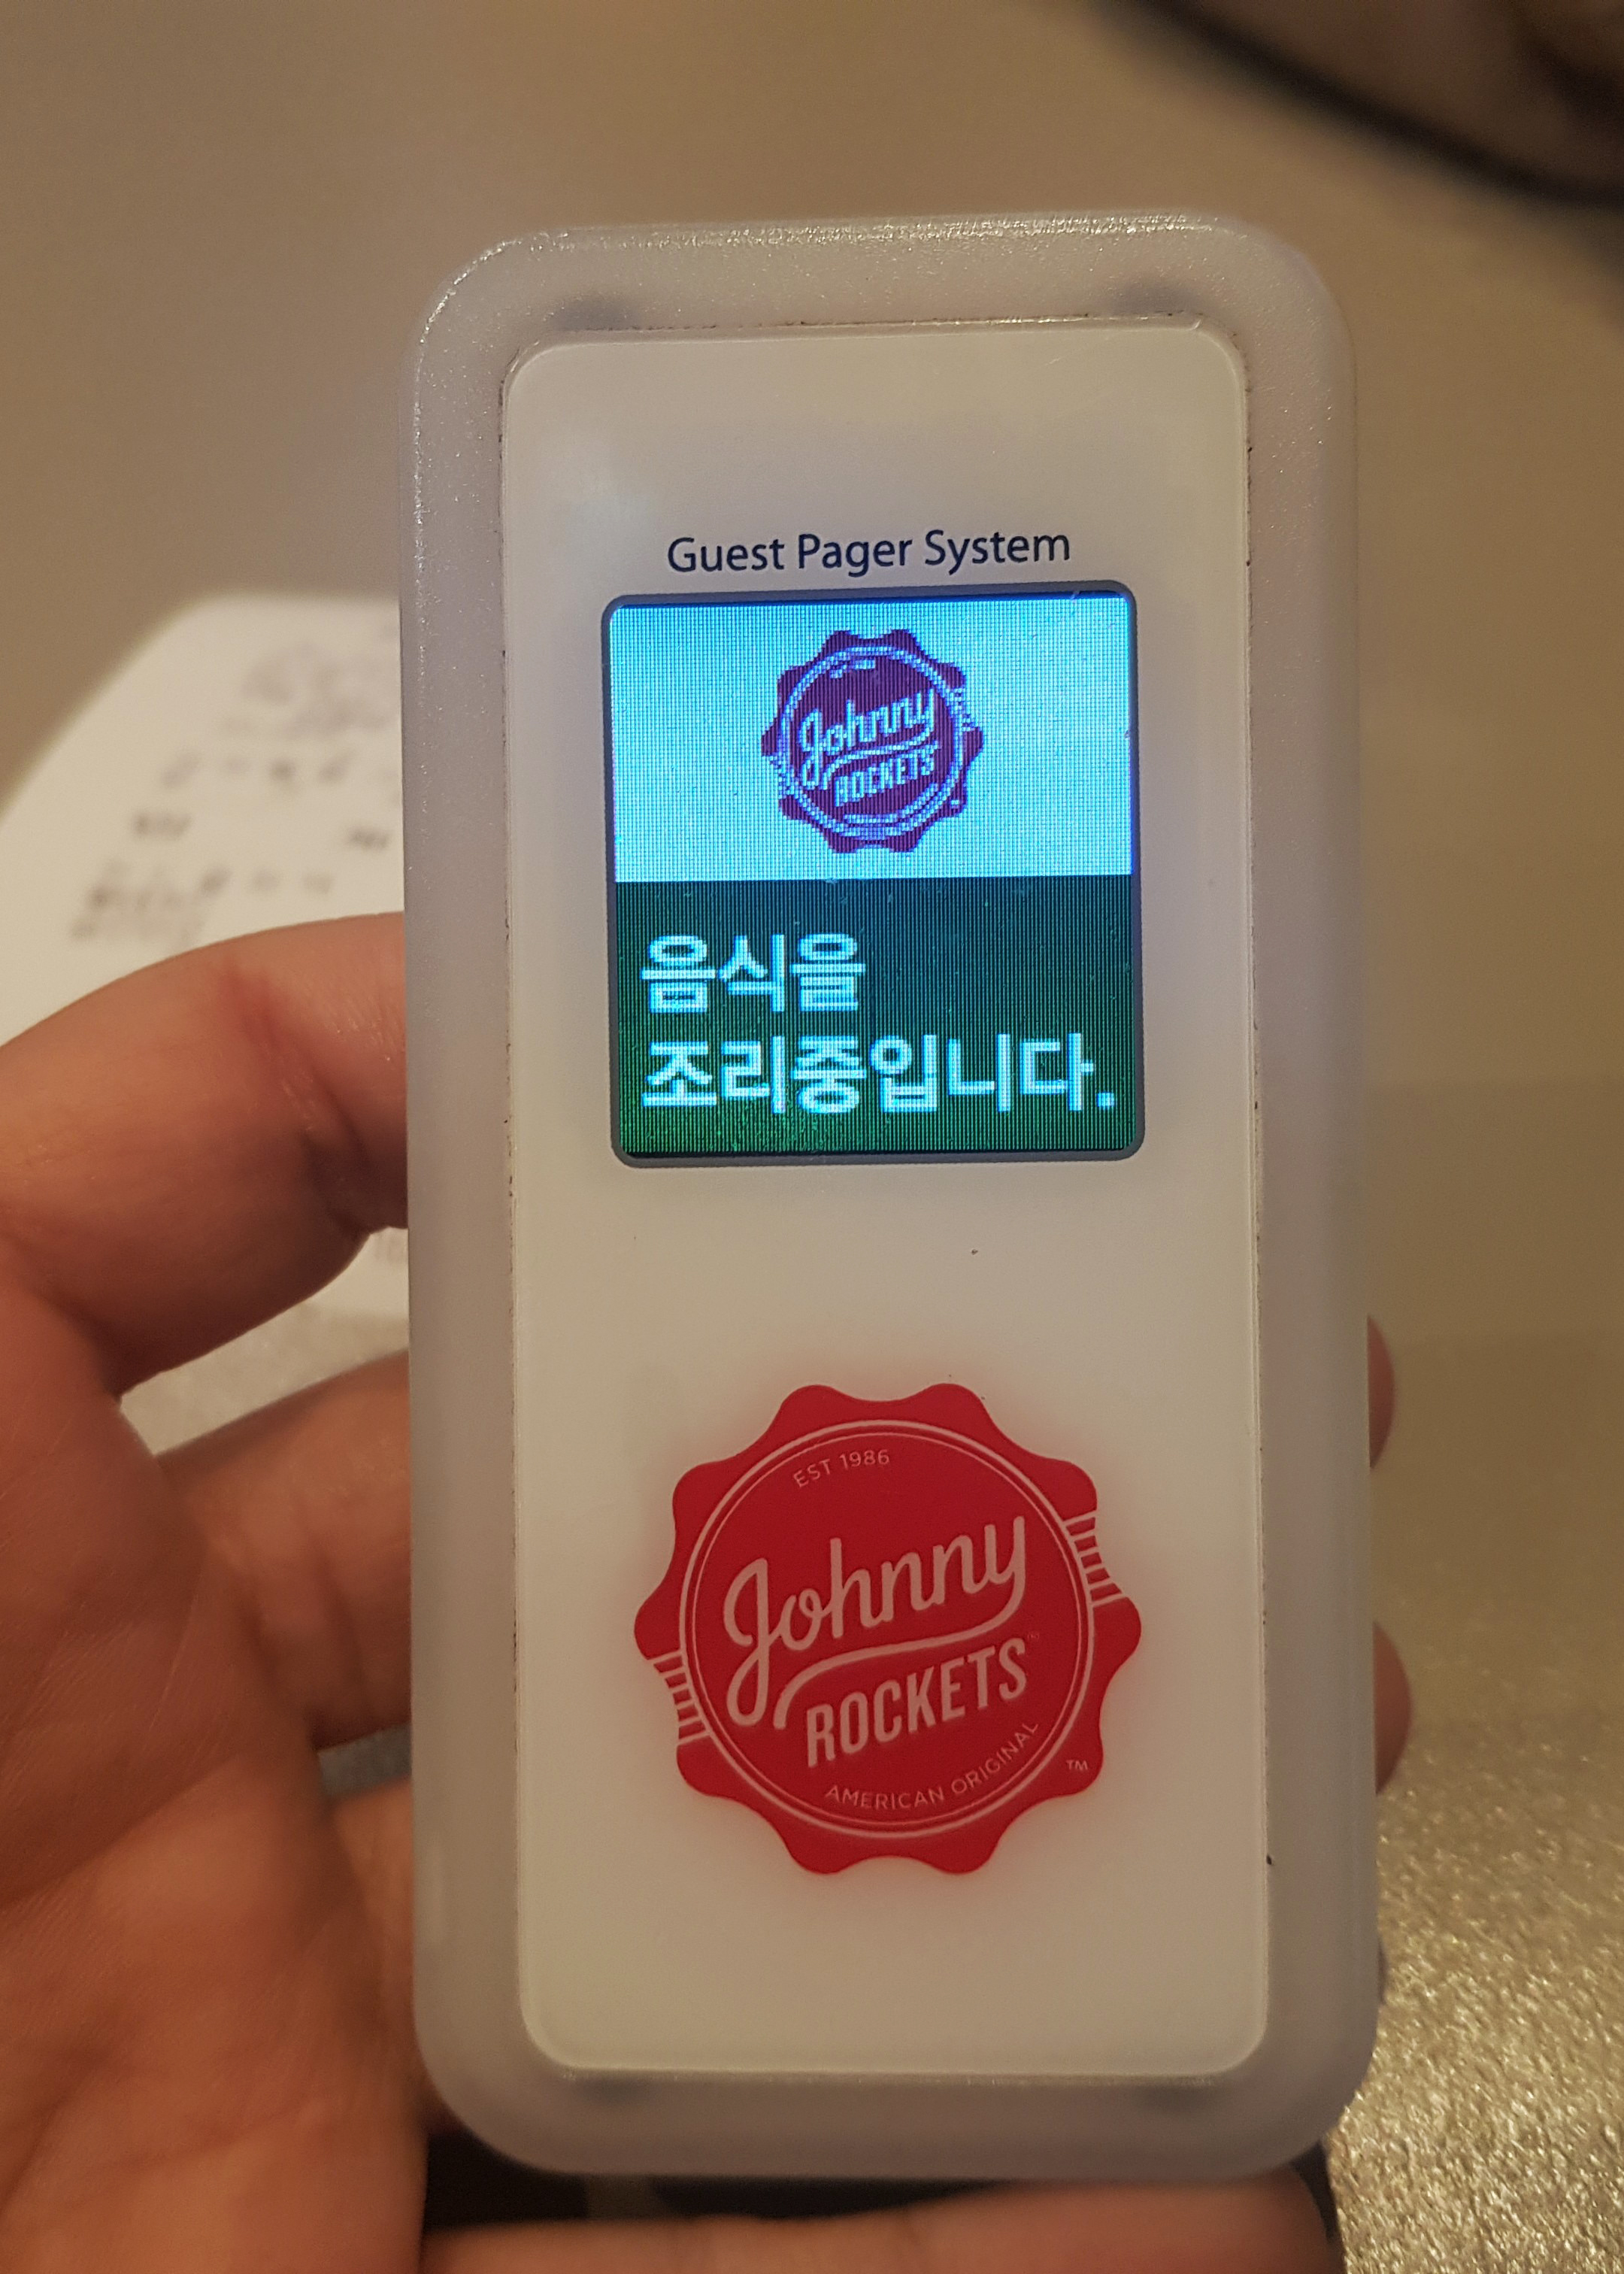 Guest Pager System
Johnny
ROCKETS
음식을
조리중입니다.
EST 1986
Johnny
ROCKETS
AMERICAN ORIGINAL
TM